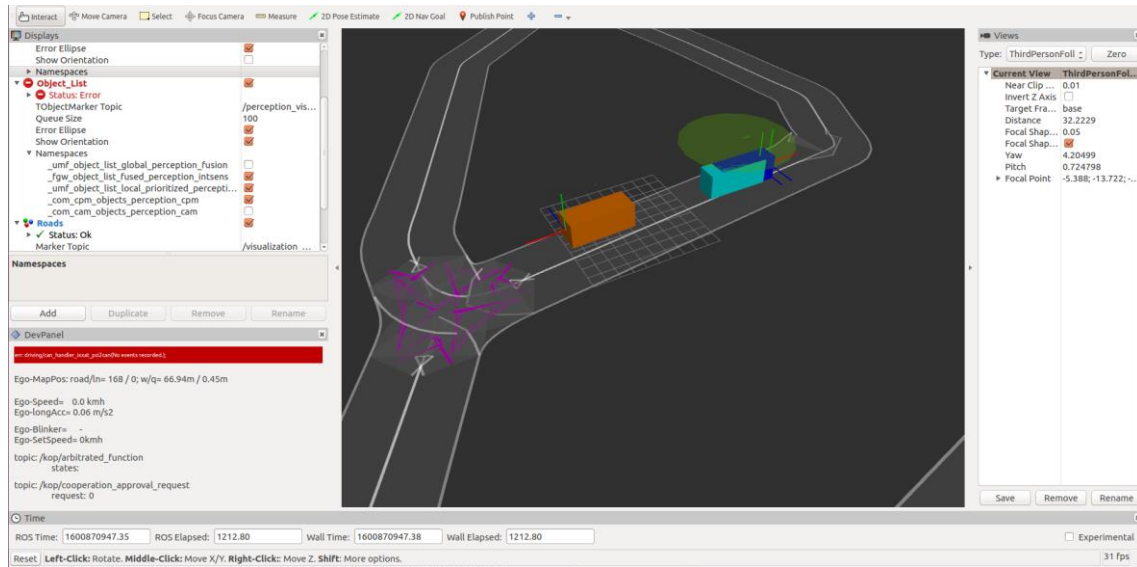 Interact Move Camera Select Focus Camera Measure 2D Pose Estimate 2D Nav Goal Publish Point
Displays
Error Ellipse
Show Orientation
Namespaces
Object_List
Status: Error
TObjectMarker Topic /perception_vis...
Queue Size 100
Error Ellipse
Show Orientation
Namespaces
_umf_object_list_global_perception_fusion
_fgw_object_list_fused_perception_intsens
_umf_object_list_local_prioritized_percepti...
_com_cpm_objects_perception_cpm
_com_cam_objects_perception_cam
Roads
Status: Ok
Marker Topic /visualization ...
Namespaces
Add Duplicate Remove Rename
DevPanel
Ego-MapPos: road/ln= 168 / 0; w/q= 66.94m / 0.45m
Ego-Speed= 0.0 kmh
Ego-longAcc= 0.06 m/s2
Ego-Blinker= -
Ego-SetSpeed= 0kmh
topic: /kop/arbitrated_function
states:
topic: /kop/cooperation_approval_request
request: 0
Views
Type: ThirdPersonFoll Zero
Current View ThirdPersonFol...
Near Clip ... 0.01
Invert Z Axis
Target Fra... base
Distance 32.2229
Focal Shap... 0.05
Focal Shap...
Yaw 4.20499
Pitch 0.724798
Focal Point -5.388; -13.722; -...
Save Remove Rename
Time
ROS Time: 1600870947.35 ROS Elapsed: 1212.80 Wall Time: 1600870947.38 Wall Elapsed: 1212.80 Experimental
Reset Left-Click: Rotate. Middle-Click: Move X/Y. Right-Click:: Move Z. Shift: More options. 31 fps